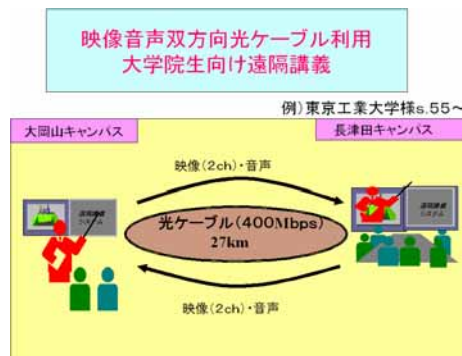 映像音声双方向光ケーブル利用
大学院生向け遠隔講義
例)東京工業大学様s.55~
大岡山キャンパス
長津田キャンパス
映像(2ch)・音声
光ケーブル(400Mbps)
27km
映像(2ch)・音声